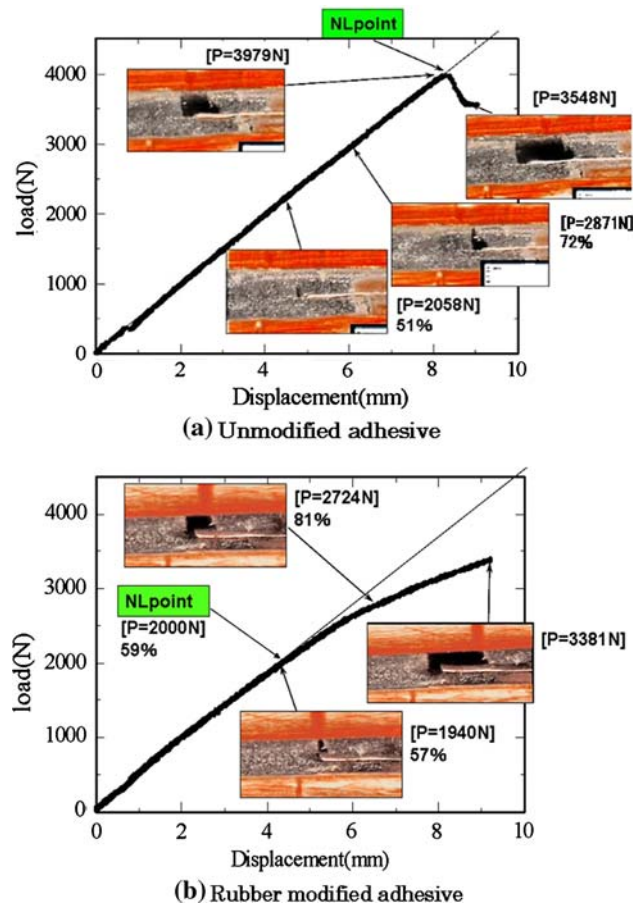 NLpoint
[P=3979N]
4000
[P=3548N]
3000
load(N)
2000
[P=2871N]
72%
1000
[P=2058N]
51%
0
0 2 4 6 8 10
Displacement(mm)
(a) Unmodified adhesive
4000
[P=2724N]
81%
3000
NLpoint
[P=2000N]
59%
load(N)
2000
[P=3381N]
1000
[P=1940N]
57%
0
0 2 4 6 8 10
Displacement(mm)
(b) Rubber modified adhesive